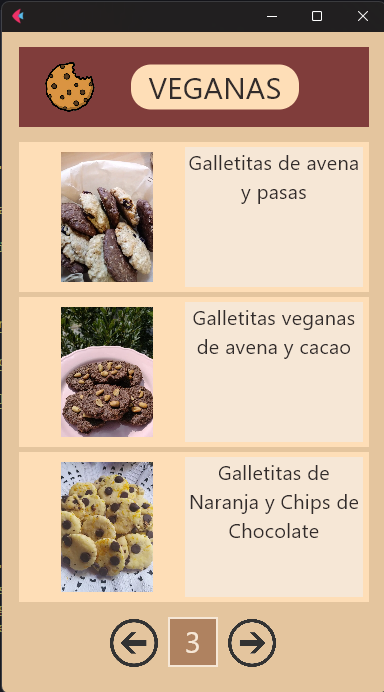 VEGANAS
Galletitas de avena
y pasas
Galletitas veganas
de avena y cacao
Galletitas de
Naranja y Chips de
Chocolate
3